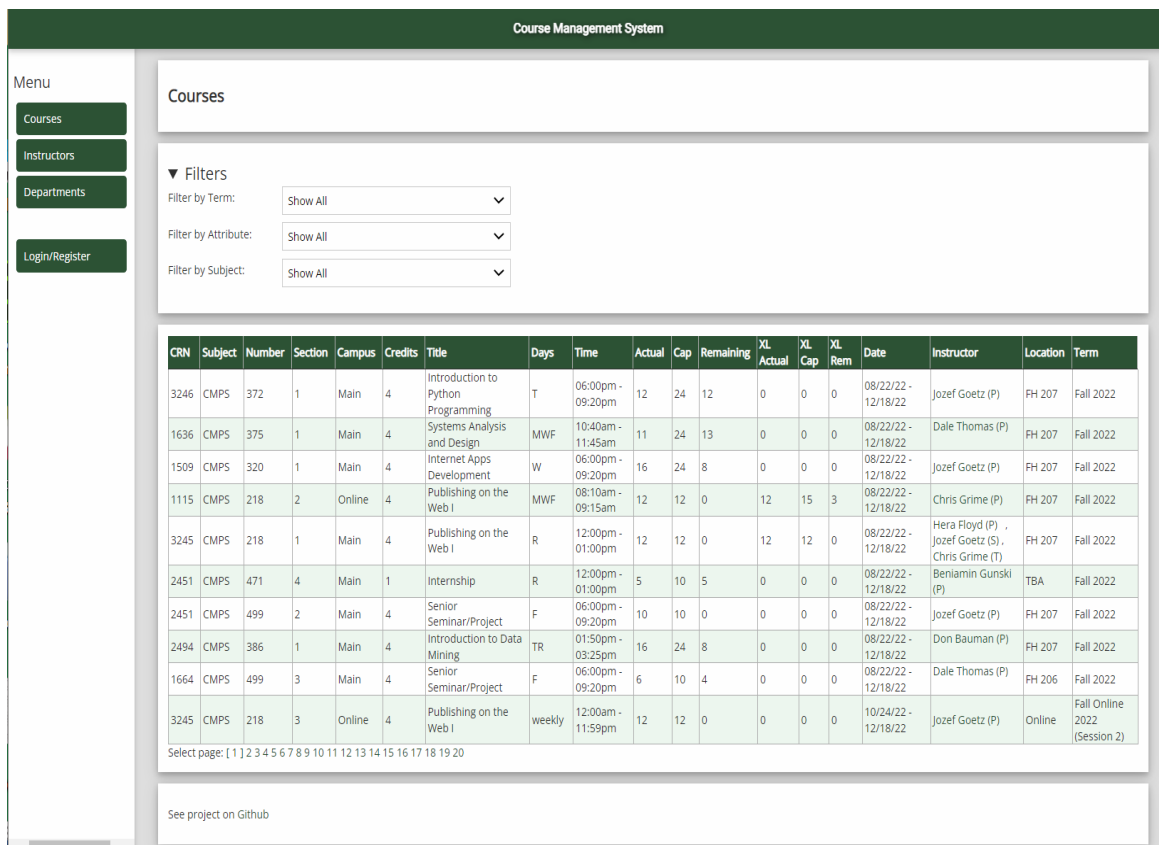 Course Management System
Menu
Courses
Instructors
Departments
Login/Register
Courses
▼ Filters
Filter by Term: Show All
Filter by Attribute: Show All
Filter by Subject: Show All
CRN Subject Number Section Campus Credits Title Days Time Actual Cap Remaining XL Actual XL Cap XL Rem Date Instructor Location Term
3246 CMPS 372 1 Main 4 Introduction to Python Programming T 06:00pm - 09:20pm 12 24 12 0 0 0 08/22/22 - 12/18/22 Jozef Goetz (P) FH 207 Fall 2022
1636 CMPS 375 1 Main 4 Systems Analysis and Design MWF 10:40am - 11:45am 11 24 13 0 0 0 08/22/22 - 12/18/22 Dale Thomas (P) FH 207 Fall 2022
1509 CMPS 320 1 Main 4 Internet Apps Development W 06:00pm - 09:20pm 16 24 8 0 0 0 08/22/22 - 12/18/22 Jozef Goetz (P) FH 207 Fall 2022
1115 CMPS 218 2 Online 4 Publishing on the Web I MWF 08:10am - 09:15am 12 12 0 12 15 3 08/22/22 - 12/18/22 Chris Grime (P) FH 207 Fall 2022
3245 CMPS 218 1 Main 4 Publishing on the Web I R 12:00pm - 01:00pm 12 12 0 12 12 0 08/22/22 - 12/18/22 Hera Floyd (P) , Jozef Goetz (S) , Chris Grime (T) FH 207 Fall 2022
2451 CMPS 471 4 Main 1 Internship R 12:00pm - 01:00pm 5 10 5 0 0 0 08/22/22 - 12/18/22 Beniamin Gunski (P) TBA Fall 2022
2451 CMPS 499 2 Main 4 Senior Seminar/Project F 06:00pm - 09:20pm 10 10 0 0 0 0 08/22/22 - 12/18/22 Jozef Goetz (P) FH 207 Fall 2022
2494 CMPS 386 1 Main 4 Introduction to Data Mining TR 01:50pm - 03:25pm 16 24 8 0 0 0 08/22/22 - 12/18/22 Don Bauman (P) FH 207 Fall 2022
1664 CMPS 499 3 Main 4 Senior Seminar/Project F 06:00pm - 09:20pm 6 10 4 0 0 0 08/22/22 - 12/18/22 Dale Thomas (P) FH 206 Fall 2022
3245 CMPS 218 3 Online 4 Publishing on the Web I weekly 12:00am - 11:59pm 12 12 0 0 0 0 10/24/22 - 12/18/22 Jozef Goetz (P) Online Fall Online 2022 (Session 2)
Select page: [ 1 ] 2 3 4 5 6 7 8 9 10 11 12 13 14 15 16 17 18 19 20
See project on Github